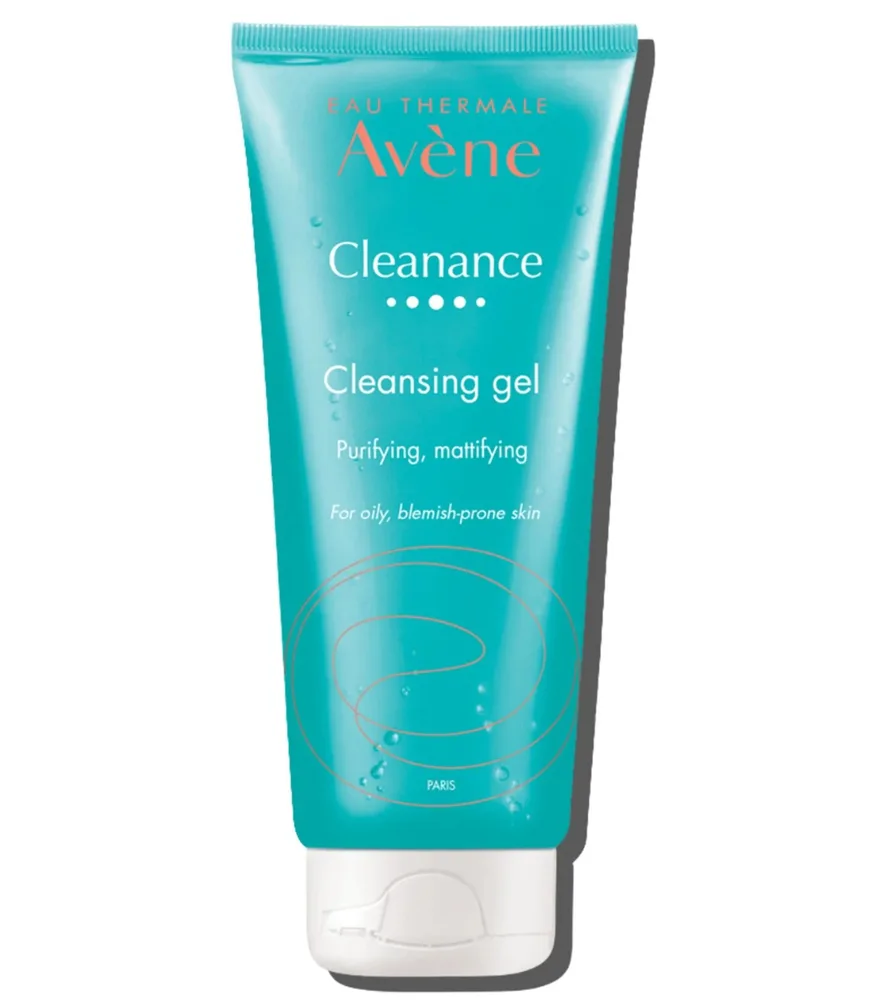 EAU THERMALE
Avène
Cleanance
Cleansing gel
Purifying, mattifying
For oily, blemish-prone skin
PARIS